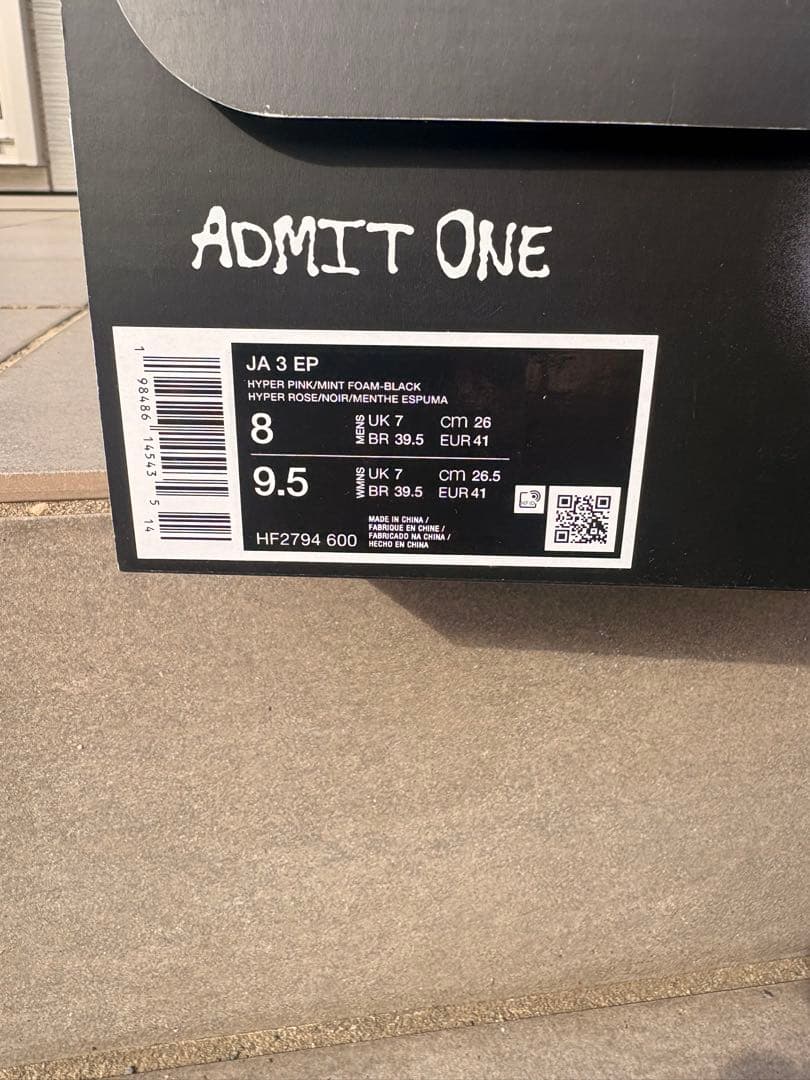 ADMIT ONE
JA 3 EP
HYPER PINK/MINT FOAM-BLACK
HYPER ROSE/NOIR/MENTHE ESPUMA
8 MENS UK 7 cm 26
BR 39.5 EUR 41
9.5 WMNS UK 7 cm 26.5
BR 39.5 EUR 41
HF2794 600
MADE IN CHINA /
FABRIQUE EN CHINE /
FABRICADO NA CHINA /
HECHO EN CHINA
1 98486 14543 5 14